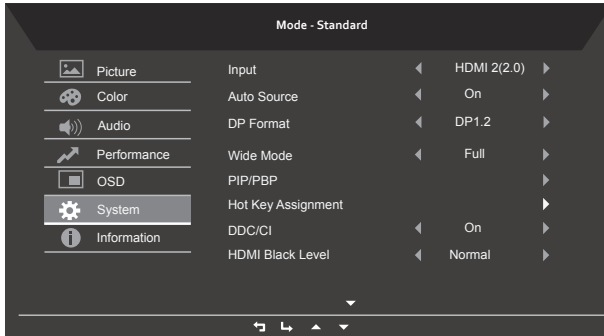 Mode - Standard
Picture
Color
Audio
Performance
OSD
System
Information
Input HDMI 2(2.0)
Auto Source On
DP Format DP1.2
Wide Mode Full
PIP/PBP
Hot Key Assignment
DDC/CI On
HDMI Black Level Normal